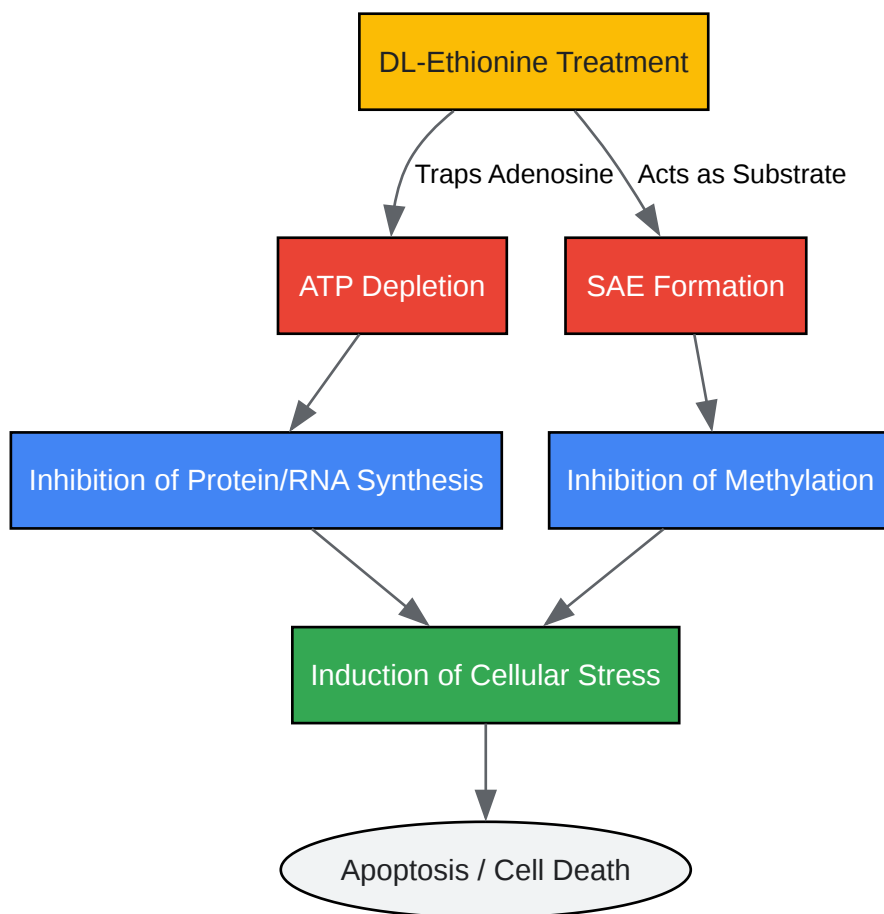 DL-Ethionine Treatment
Traps Adenosine
Acts as Substrate
ATP Depletion
SAE Formation
Inhibition of Protein/RNA Synthesis
Inhibition of Methylation
Induction of Cellular Stress
Apoptosis / Cell Death